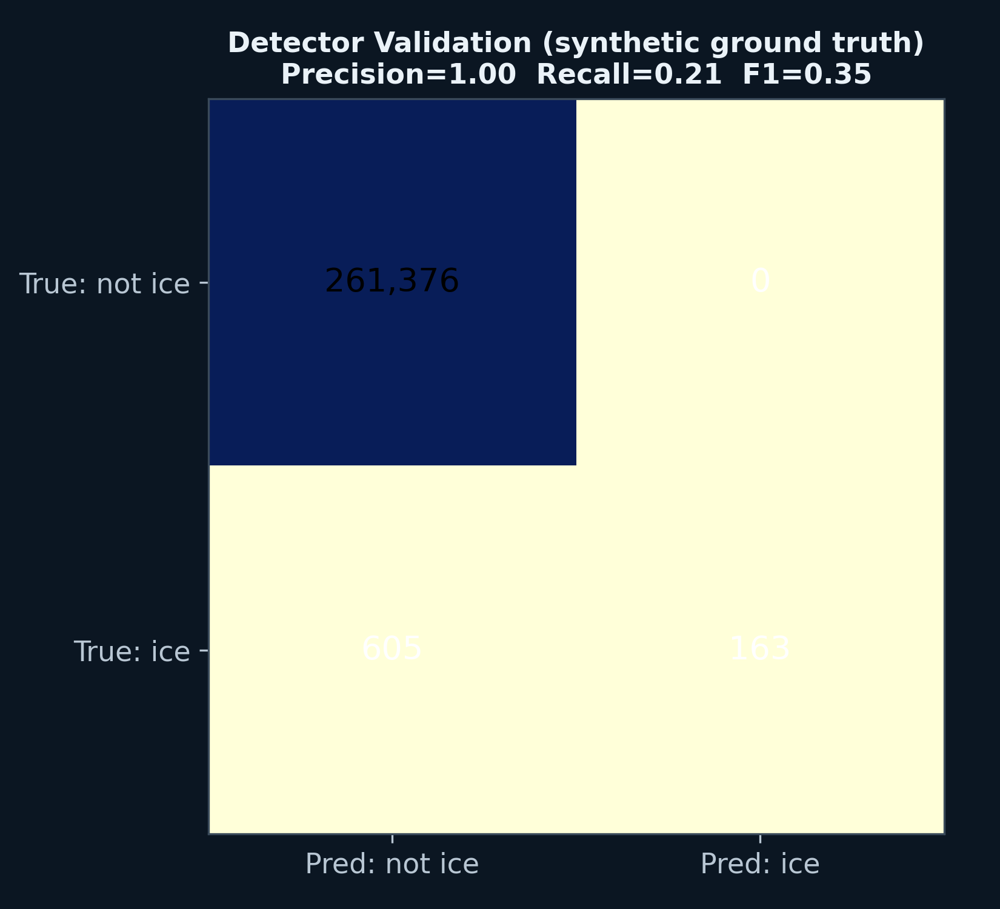 Detector Validation (synthetic ground truth)
Precision=1.00  Recall=0.21  F1=0.35
True: not ice
261,376
0
True: ice
605
163
Pred: not ice
Pred: ice